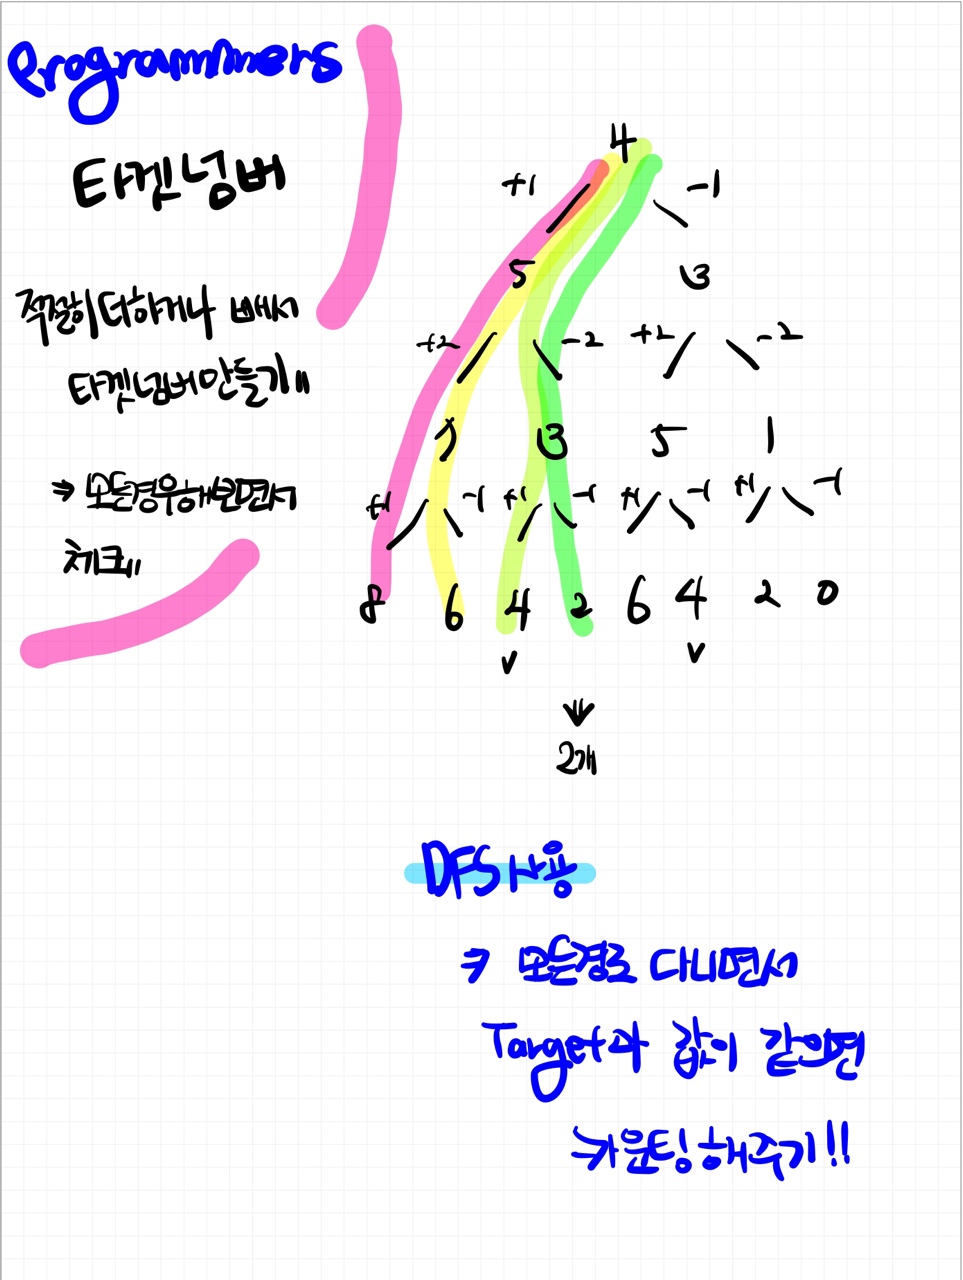 Programmers
타겟넘버
적절히 더하거나 빼서
타겟넘버 만들기!!
⇒ 모든경우 해보면서
체크!!
4
+1 -1
5 3
+2 -2 +2 -2
7 3 5 1
+1 -1 +1 -1 +1 -1 +1 -1
8 6 4 2 6 4 2 0
v v
↓
2개
DFS 사용
⇒ 모든경로 다니면서
Target과 값이 같으면
카운팅 해주기!!